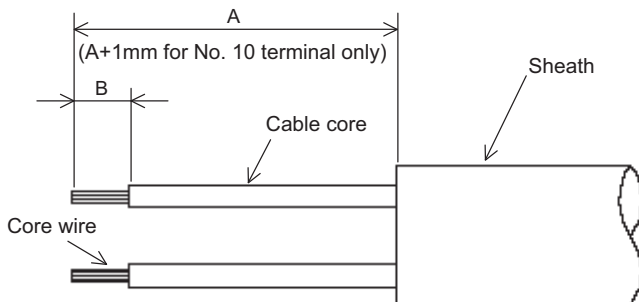 A
(A+1mm for No. 10 terminal only)
B
Sheath
Cable core
Core wire